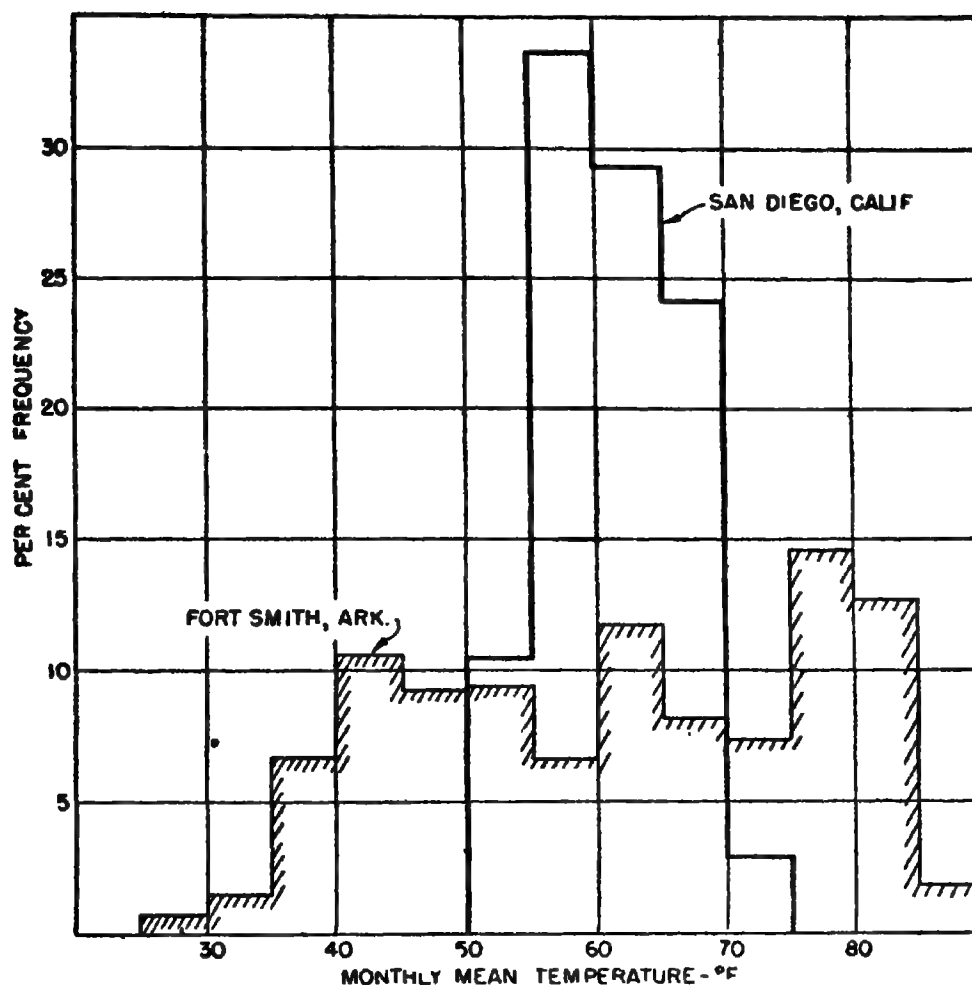 PER CENT FREQUENCY
30
25
20
15
10
5
SAN DIEGO, CALIF
FORT SMITH, ARK.
30 40 50 60 70 80
MONTHLY MEAN TEMPERATURE-°F